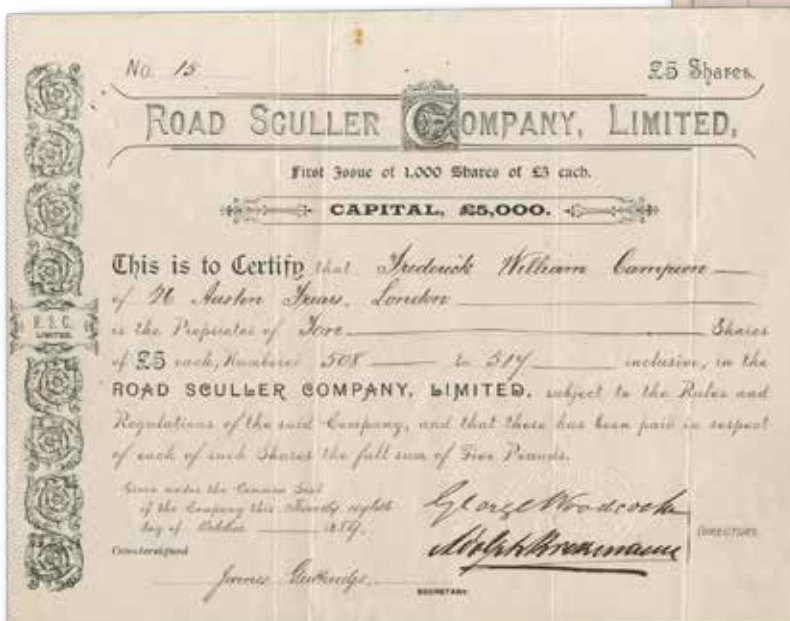 No. 15
£5 Shares.
ROAD SCULLER COMPANY, LIMITED,
First Issue of 1,000 Shares of £5 each.
CAPITAL, £5,000.
This is to Certify that Frederick William Campion
of 26 Austin Friars, London
is the Proprietor of Shares
of £5 each, Numbered 508 to 517 inclusive, in the
ROAD SCULLER COMPANY, LIMITED, subject to the Rules and
Regulations of the said Company, and that there has been paid in respect
of each of such Shares the full sum of Five Pounds.
Given under the Common Seal
of the Company this Twenty eighth
day of October 1889.
George Woodcock
Adolph
DIRECTORS
Countersigned
James
SECRETARY
R. S. C.
LIMITED